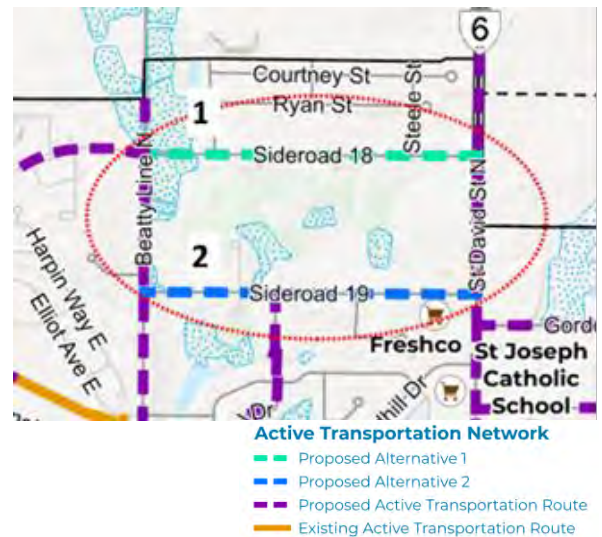 6
Courtney St
1
Ryan St
Steele St
Sideroad 18
Beatty Line N
St David St N
2
Harpin Way E
Elliot Ave E
Sideroad 19
Freshco
St Joseph
Catholic
School
Dr
Dr
Active Transportation Network
Proposed Alternative 1
Proposed Alternative 2
Proposed Active Transportation Route
Existing Active Transportation Route